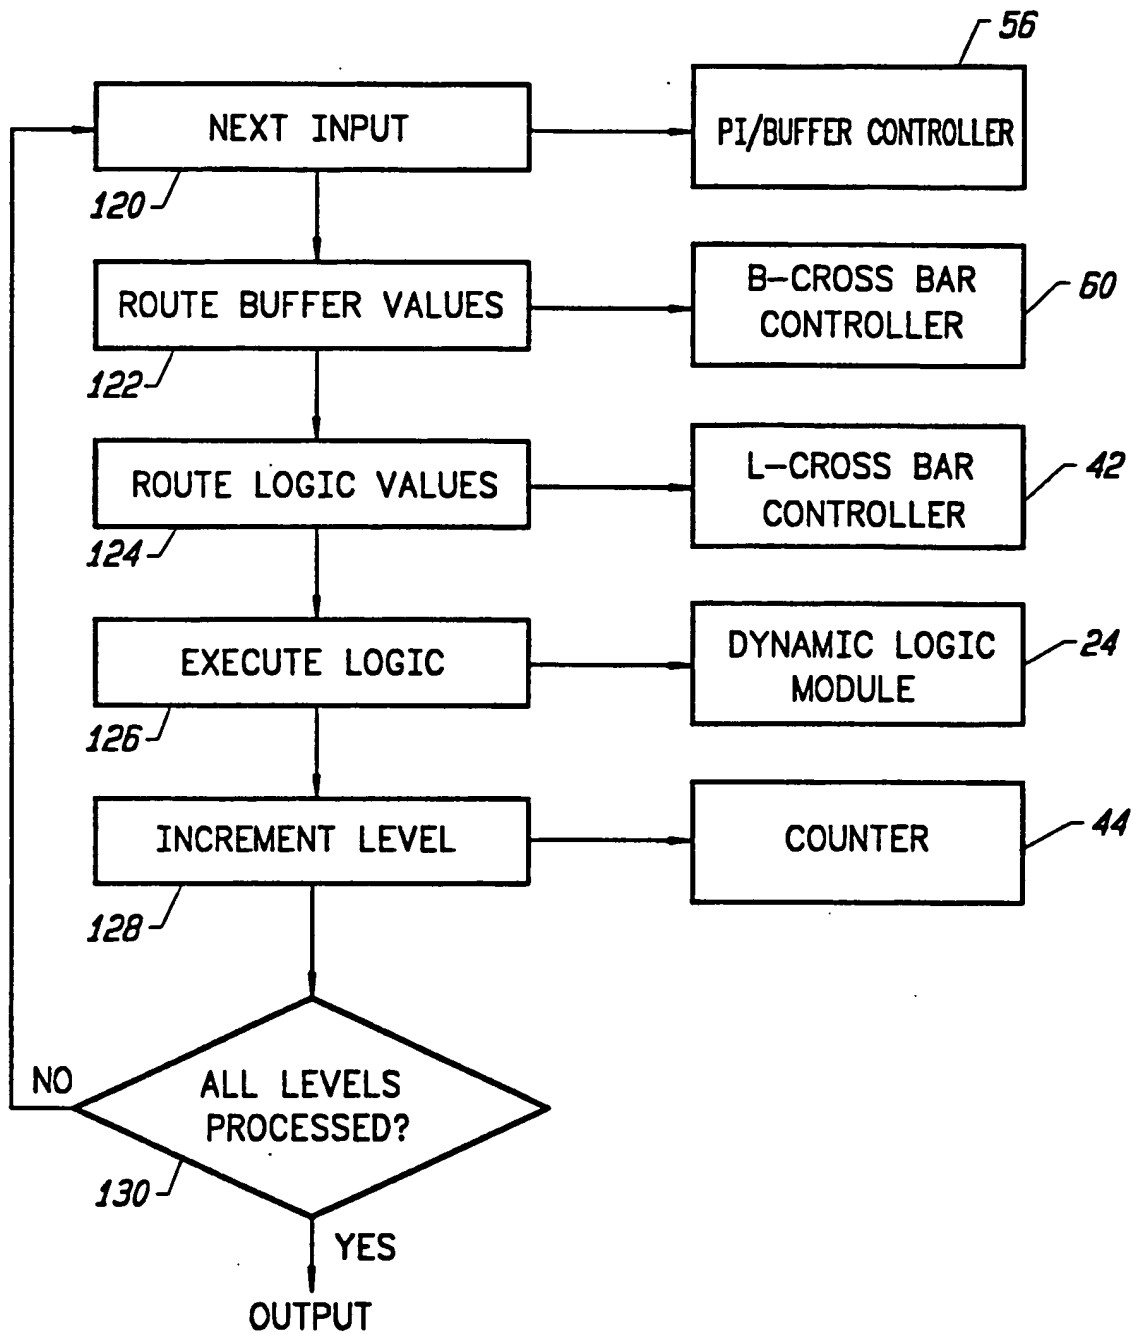 56
NEXT INPUT
PI/BUFFER CONTROLLER
120
ROUTE BUFFER VALUES
B-CROSS BAR
CONTROLLER
60
122
ROUTE LOGIC VALUES
L-CROSS BAR
CONTROLLER
42
124
EXECUTE LOGIC
DYNAMIC LOGIC
MODULE
24
126
INCREMENT LEVEL
COUNTER
44
128
NO
ALL LEVELS
PROCESSED?
130
YES
OUTPUT